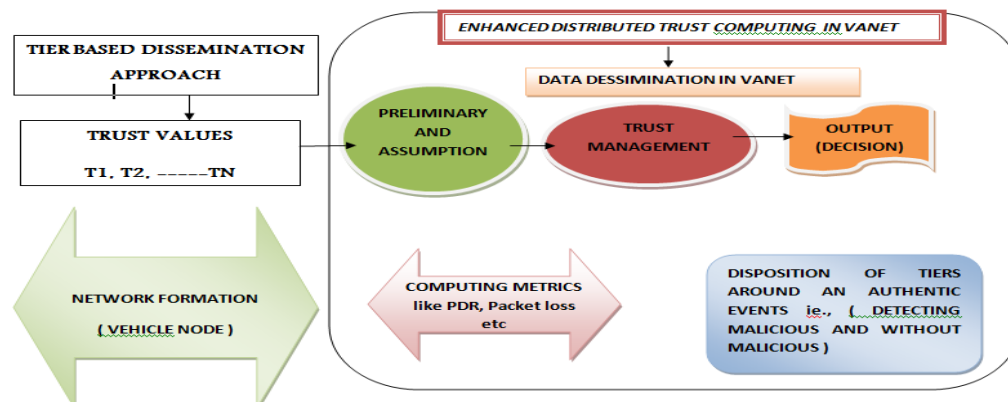 ENHANCED DISTRIBUTED TRUST COMPUTING IN VANET
TIER BASED DISSEMINATION
APPROACH
DATA DESSIMINATION IN VANET
TRUST VALUES
T1, T2, -----TN
PRELIMINARY
AND
ASSUMPTION
TRUST
MANAGEMENT
OUTPUT
(DECISION)
NETWORK FORMATION
( VEHICLE NODE )
COMPUTING METRICS
like PDR, Packet loss
etc
DISPOSITION OF TIERS
AROUND AN AUTHENTIC
EVENTS ie., ( DETECTING
MALICIOUS AND WITHOUT
MALICIOUS )